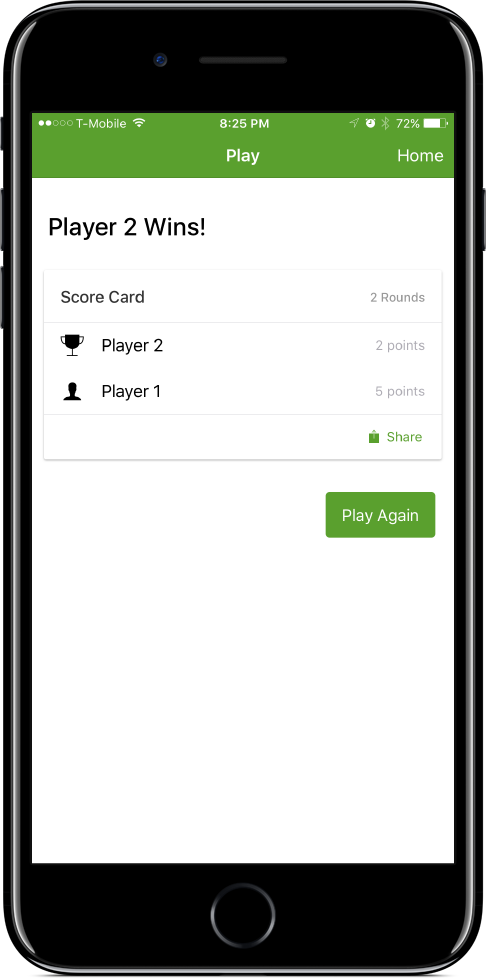 T-Mobile 8:25 PM 72%
Play Home
Player 2 Wins!
Score Card 2 Rounds
Player 2 2 points
Player 1 5 points
Share
Play Again